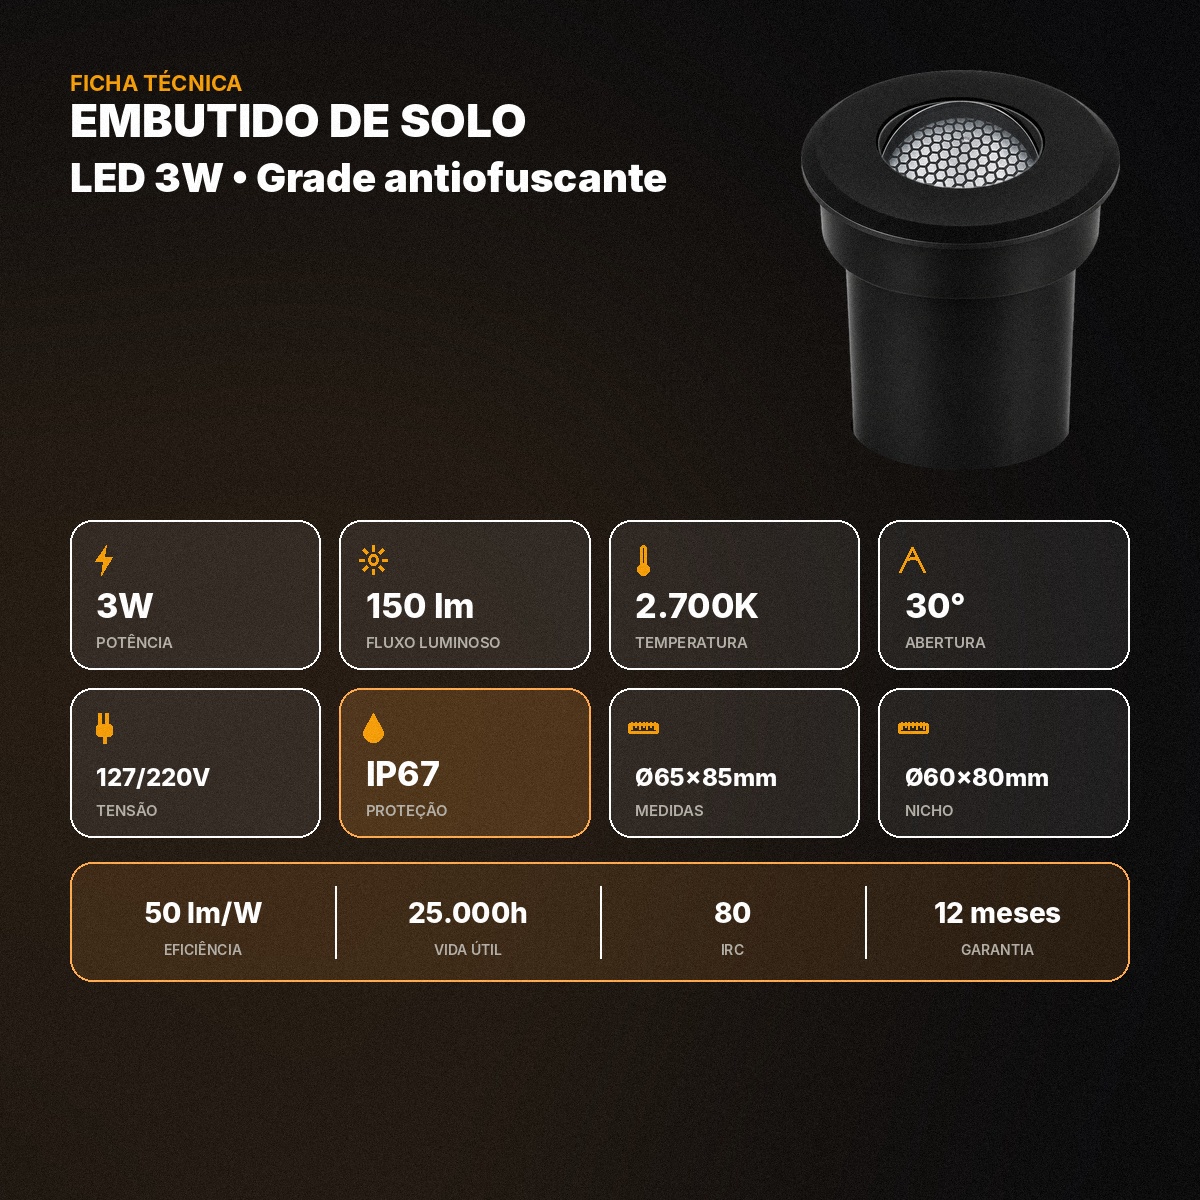 FICHA TÉCNICA
EMBUTIDO DE SOLO
LED 3W • Grade antiofuscante
3W
POTÊNCIA
150 lm
FLUXO LUMINOSO
2.700K
TEMPERATURA
30°
ABERTURA
127/220V
TENSÃO
IP67
PROTEÇÃO
Ø65×85mm
MEDIDAS
Ø60×80mm
NICHO
50 lm/W
EFICIÊNCIA
25.000h
VIDA ÚTIL
80
IRC
12 meses
GARANTIA